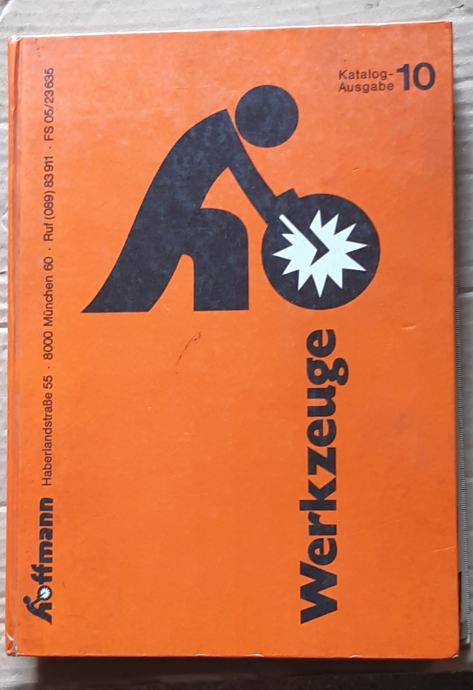 Katalog-
Ausgabe 10
Werkzeuge
hoffmann Haberlandstraße 55 · 8000 München 60 · Ruf (089) 83 911 · FS 05/23 635